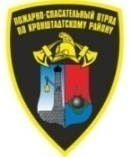 ПОЖАРНО-СПАСАТЕЛЬНЫЙ ОТРЯД
ПО КРОНШТАДТСКОМУ РАЙОНУ